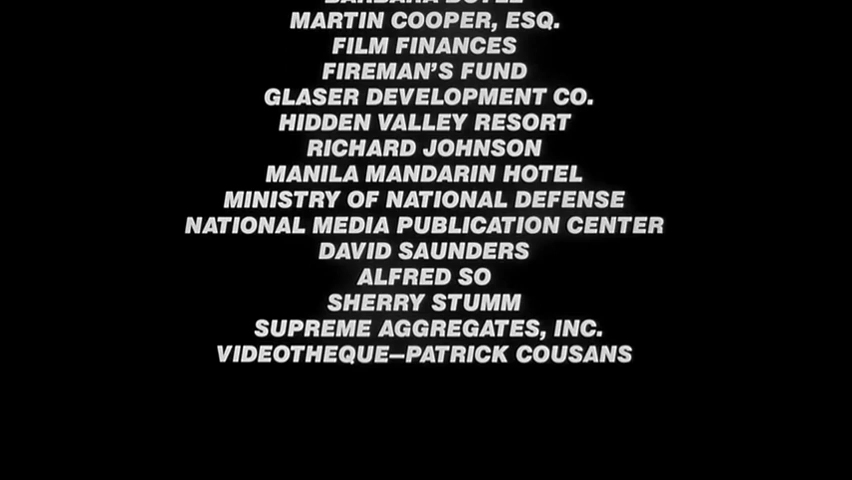 BARBARA BOYLE
MARTIN COOPER, ESQ.
FILM FINANCES
FIREMAN'S FUND
GLASER DEVELOPMENT CO.
HIDDEN VALLEY RESORT
RICHARD JOHNSON
MANILA MANDARIN HOTEL
MINISTRY OF NATIONAL DEFENSE
NATIONAL MEDIA PUBLICATION CENTER
DAVID SAUNDERS
ALFRED SO
SHERRY STUMM
SUPREME AGGREGATES, INC.
VIDEOTHEQUE—PATRICK COUSANS